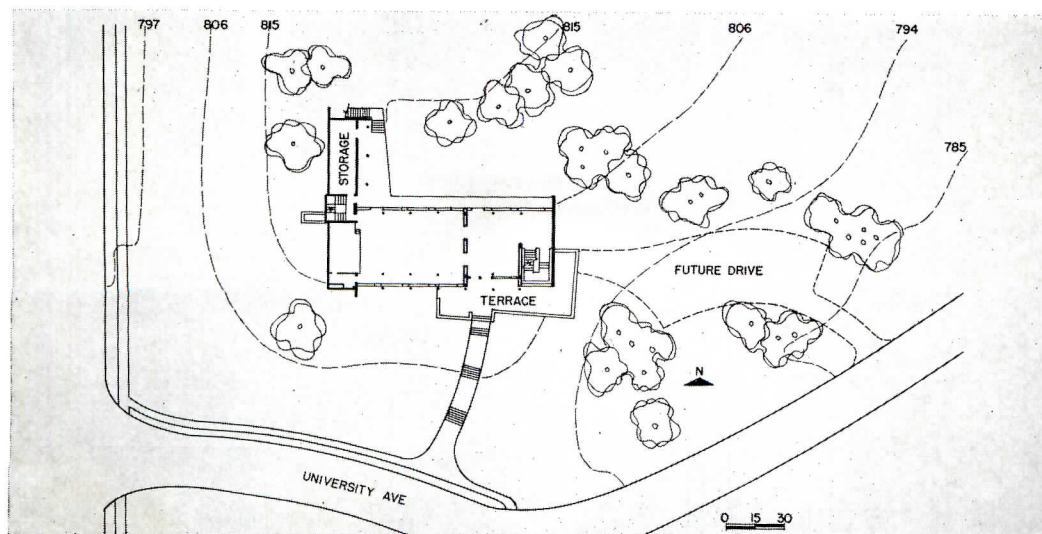 797
806
815
815
806
794
785
STORAGE
FUTURE DRIVE
TERRACE
N
UNIVERSITY AVE
0 15 30